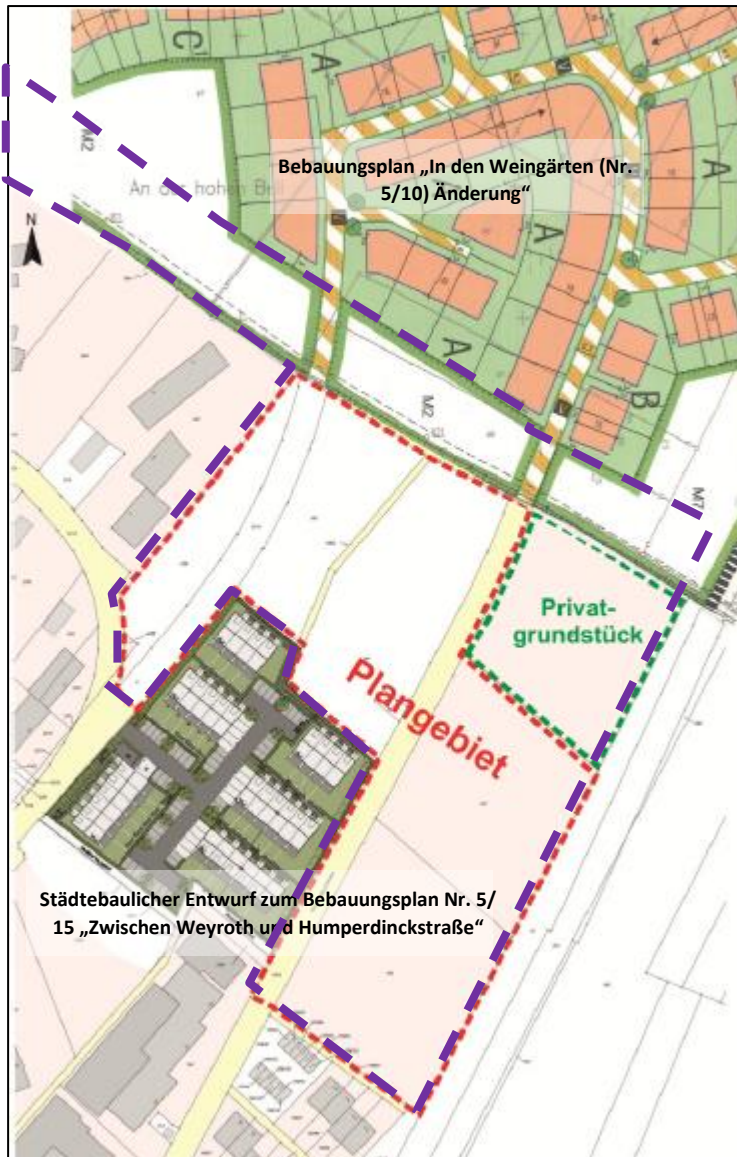 C
A
A
A
A
A
B
M2
An der hohen
Bebauungsplan „In den Weingärten (Nr.
5/10) Änderung“
N
M2
M7
Privat-
grundstück
Plangebiet
Städtebaulicher Entwurf zum Bebauungsplan Nr. 5/
15 „Zwischen Weyroth und Humperdinckstraße“